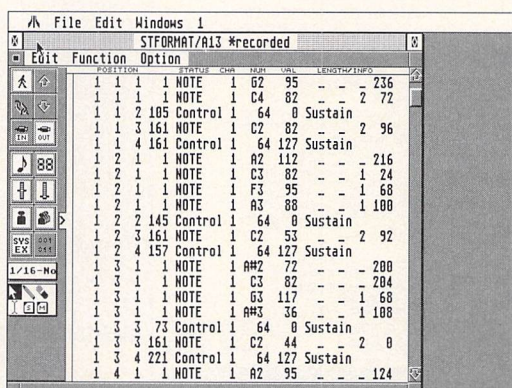 File Edit Windows 1
STFORMAT/A13 *recorded
Edit Function Option
POSITION STATUS CHA NUM VAL LENGTH/INFO
1 1 1 1 NOTE 1 G2 95 _ _ _ 236
1 1 1 1 NOTE 1 C4 82 _ _ 2 72
1 1 2 105 Control 1 64 0 Sustain
1 1 3 161 NOTE 1 C2 82 _ _ 2 96
1 1 4 161 Control 1 64 127 Sustain
1 2 1 1 NOTE 1 A2 112 _ _ _ 216
1 2 1 1 NOTE 1 C3 82 _ _ 1 24
1 2 1 1 NOTE 1 F3 95 _ _ 1 68
1 2 1 1 NOTE 1 A3 88 _ _ 1 100
1 2 2 145 Control 1 64 0 Sustain
1 2 3 161 NOTE 1 C2 53 _ _ 2 92
1 2 4 157 Control 1 64 127 Sustain
1 3 1 1 NOTE 1 A#2 72 _ _ _ 200
1 3 1 1 NOTE 1 C3 82 _ _ _ 204
1 3 1 1 NOTE 1 G3 117 _ _ 1 68
1 3 1 1 NOTE 1 A#3 36 _ _ 1 108
1 3 3 73 Control 1 64 0 Sustain
1 3 3 161 NOTE 1 C2 44 _ _ 2 0
1 3 4 221 Control 1 64 127 Sustain
1 4 1 1 NOTE 1 A2 95 _ _ _ 124
IN OUT
88
SYS EX
1/16-No
S M